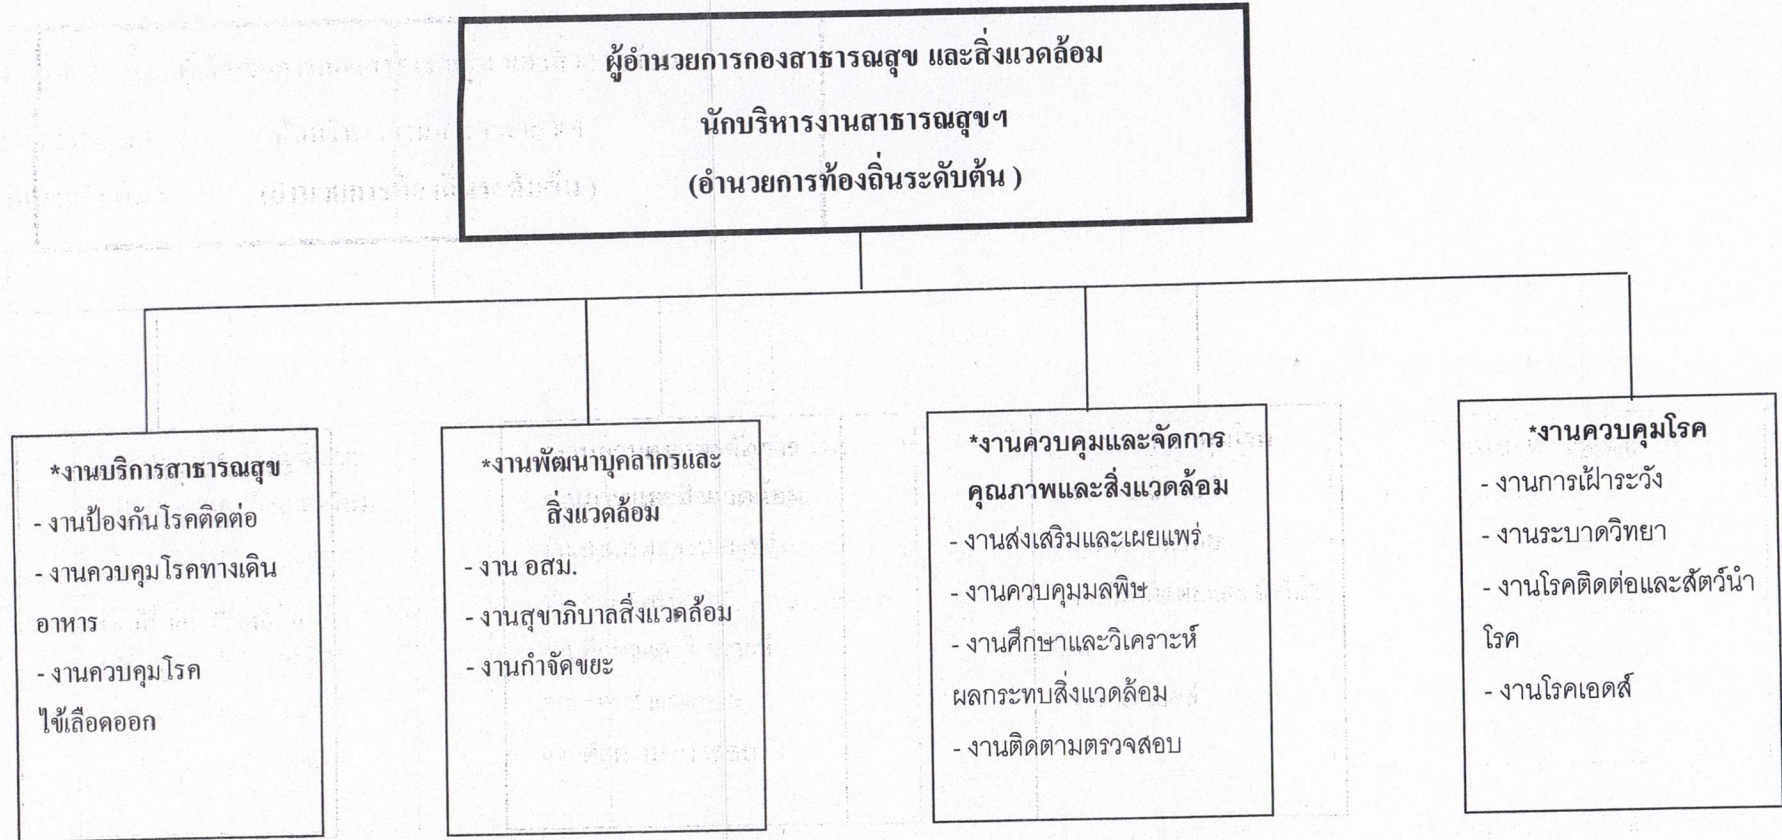 ผู้อำนวยการกองสาธารณสุข และสิ่งแวดล้อม
นักบริหารงานสาธารณสุขฯ
(อำนวยการท้องถิ่นระดับต้น )
*งานบริการสาธารณสุข
- งานป้องกันโรคติดต่อ
- งานควบคุมโรคทางเดิน
อาหาร
- งานควบคุมโรค
ไข้เลือดออก
*งานพัฒนาบุคลากรและ
สิ่งแวดล้อม
- งาน อสม.
- งานสุขาภิบาลสิ่งแวดล้อม
- งานกำจัดขยะ
*งานควบคุมและจัดการ
คุณภาพและสิ่งแวดล้อม
- งานส่งเสริมและเผยแพร่
- งานควบคุมมลพิษ
- งานศึกษาและวิเคราะห์
ผลกระทบสิ่งแวดล้อม
- งานติดตามตรวจสอบ
*งานควบคุมโรค
- งานการเฝ้าระวัง
- งานระบาดวิทยา
- งานโรคติดต่อและสัตว์นำ
โรค
- งานโรคเอดส์